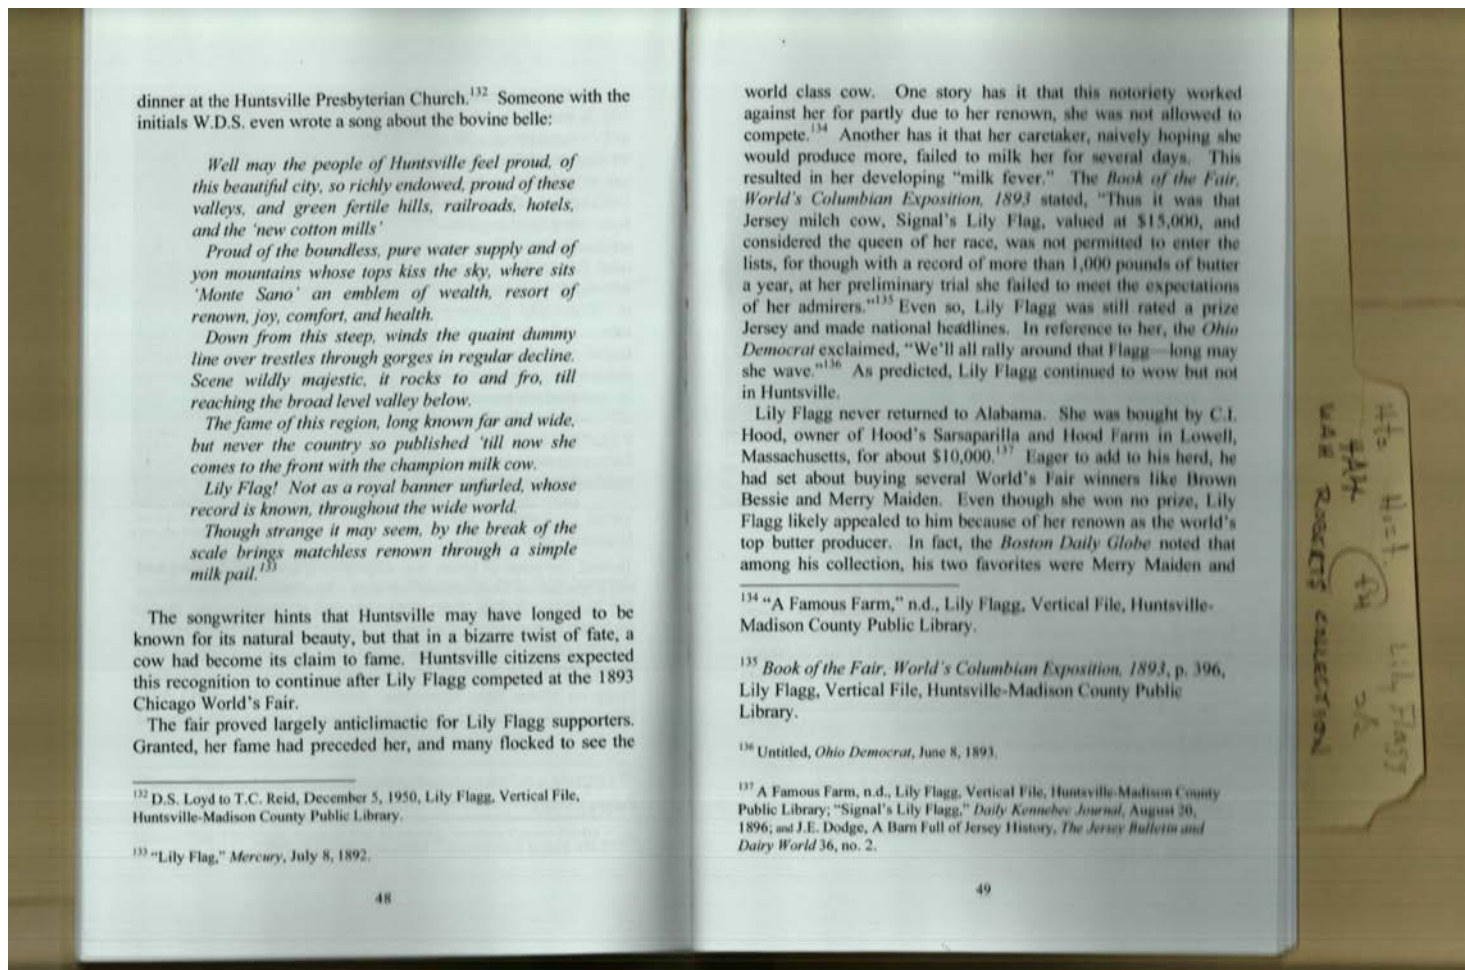 dinner at the Huntsville Presbyterian Church.132 Someone with the
initials W.D.S. even wrote a song about the bovine belle:
Well may the people of Huntsville feel proud, of
this beautiful city, so richly endowed, proud of these
valleys, and green fertile hills, railroads, hotels,
and the 'new cotton mills'
Proud of the boundless, pure water supply and of
yon mountains whose tops kiss the sky, where sits
'Monte Sano' an emblem of wealth, resort of
renown, joy, comfort, and health.
Down from this steep, winds the quaint dummy
line over trestles through gorges in regular decline.
Scene wildly majestic, it rocks to and fro, till
reaching the broad level valley below.
The fame of this region, long known far and wide,
but never the country so published 'till now she
comes to the front with the champion milk cow.
Lily Flag! Not as a royal banner unfurled, whose
record is known, throughout the wide world.
Though strange it may seem, by the break of the
scale brings matchless renown through a simple
milk pail.133
The songwriter hints that Huntsville may have longed to be
known for its natural beauty, but that in a bizarre twist of fate, a
cow had become its claim to fame. Huntsville citizens expected
this recognition to continue after Lily Flagg competed at the 1893
Chicago World's Fair.
The fair proved largely anticlimactic for Lily Flagg supporters.
Granted, her fame had preceded her, and many flocked to see the
132 D.S. Loyd to T.C. Reid, December 5, 1950, Lily Flagg, Vertical File,
Huntsville-Madison County Public Library.
133 "Lily Flag," Mercury, July 8, 1892.
48
world class cow. One story has it that this notoriety worked
against her for partly due to her renown, she was not allowed to
compete.134 Another has it that her caretaker, naively hoping she
would produce more, failed to milk her for several days. This
resulted in her developing "milk fever." The Book of the Fair,
World's Columbian Exposition, 1893 stated, "Thus it was that
Jersey milch cow, Signal's Lily Flag, valued at $15,000, and
considered the queen of her race, was not permitted to enter the
lists, for though with a record of more than 1,000 pounds of butter
a year, at her preliminary trial she failed to meet the expectations
of her admirers."135 Even so, Lily Flagg was still rated a prize
Jersey and made national headlines. In reference to her, the Ohio
Democrat exclaimed, "We'll all rally around that Flagg—long may
she wave."136 As predicted, Lily Flagg continued to wow but not
in Huntsville.
Lily Flagg never returned to Alabama. She was bought by C.I.
Hood, owner of Hood's Sarsaparilla and Hood Farm in Lowell,
Massachusetts, for about $10,000.137 Eager to add to his herd, he
had set about buying several World's Fair winners like Brown
Bessie and Merry Maiden. Even though she won no prize, Lily
Flagg likely appealed to him because of her renown as the world's
top butter producer. In fact, the Boston Daily Globe noted that
among his collection, his two favorites were Merry Maiden and
134 "A Famous Farm," n.d., Lily Flagg, Vertical File, Huntsville-
Madison County Public Library.
135 Book of the Fair, World's Columbian Exposition, 1893, p. 396,
Lily Flagg, Vertical File, Huntsville-Madison County Public
Library.
136 Untitled, Ohio Democrat, June 8, 1893.
137 A Famous Farm, n.d., Lily Flagg, Vertical File, Huntsville-Madison County
Public Library; "Signal's Lily Flagg," Daily Kennebec Journal, August 20,
1896; and J.E. Dodge, A Barn Full of Jersey History, The Jersey Bulletin and
Dairy World 36, no. 2.
49
Hist.
Lily Flagg
ROBERTS COLLECTION